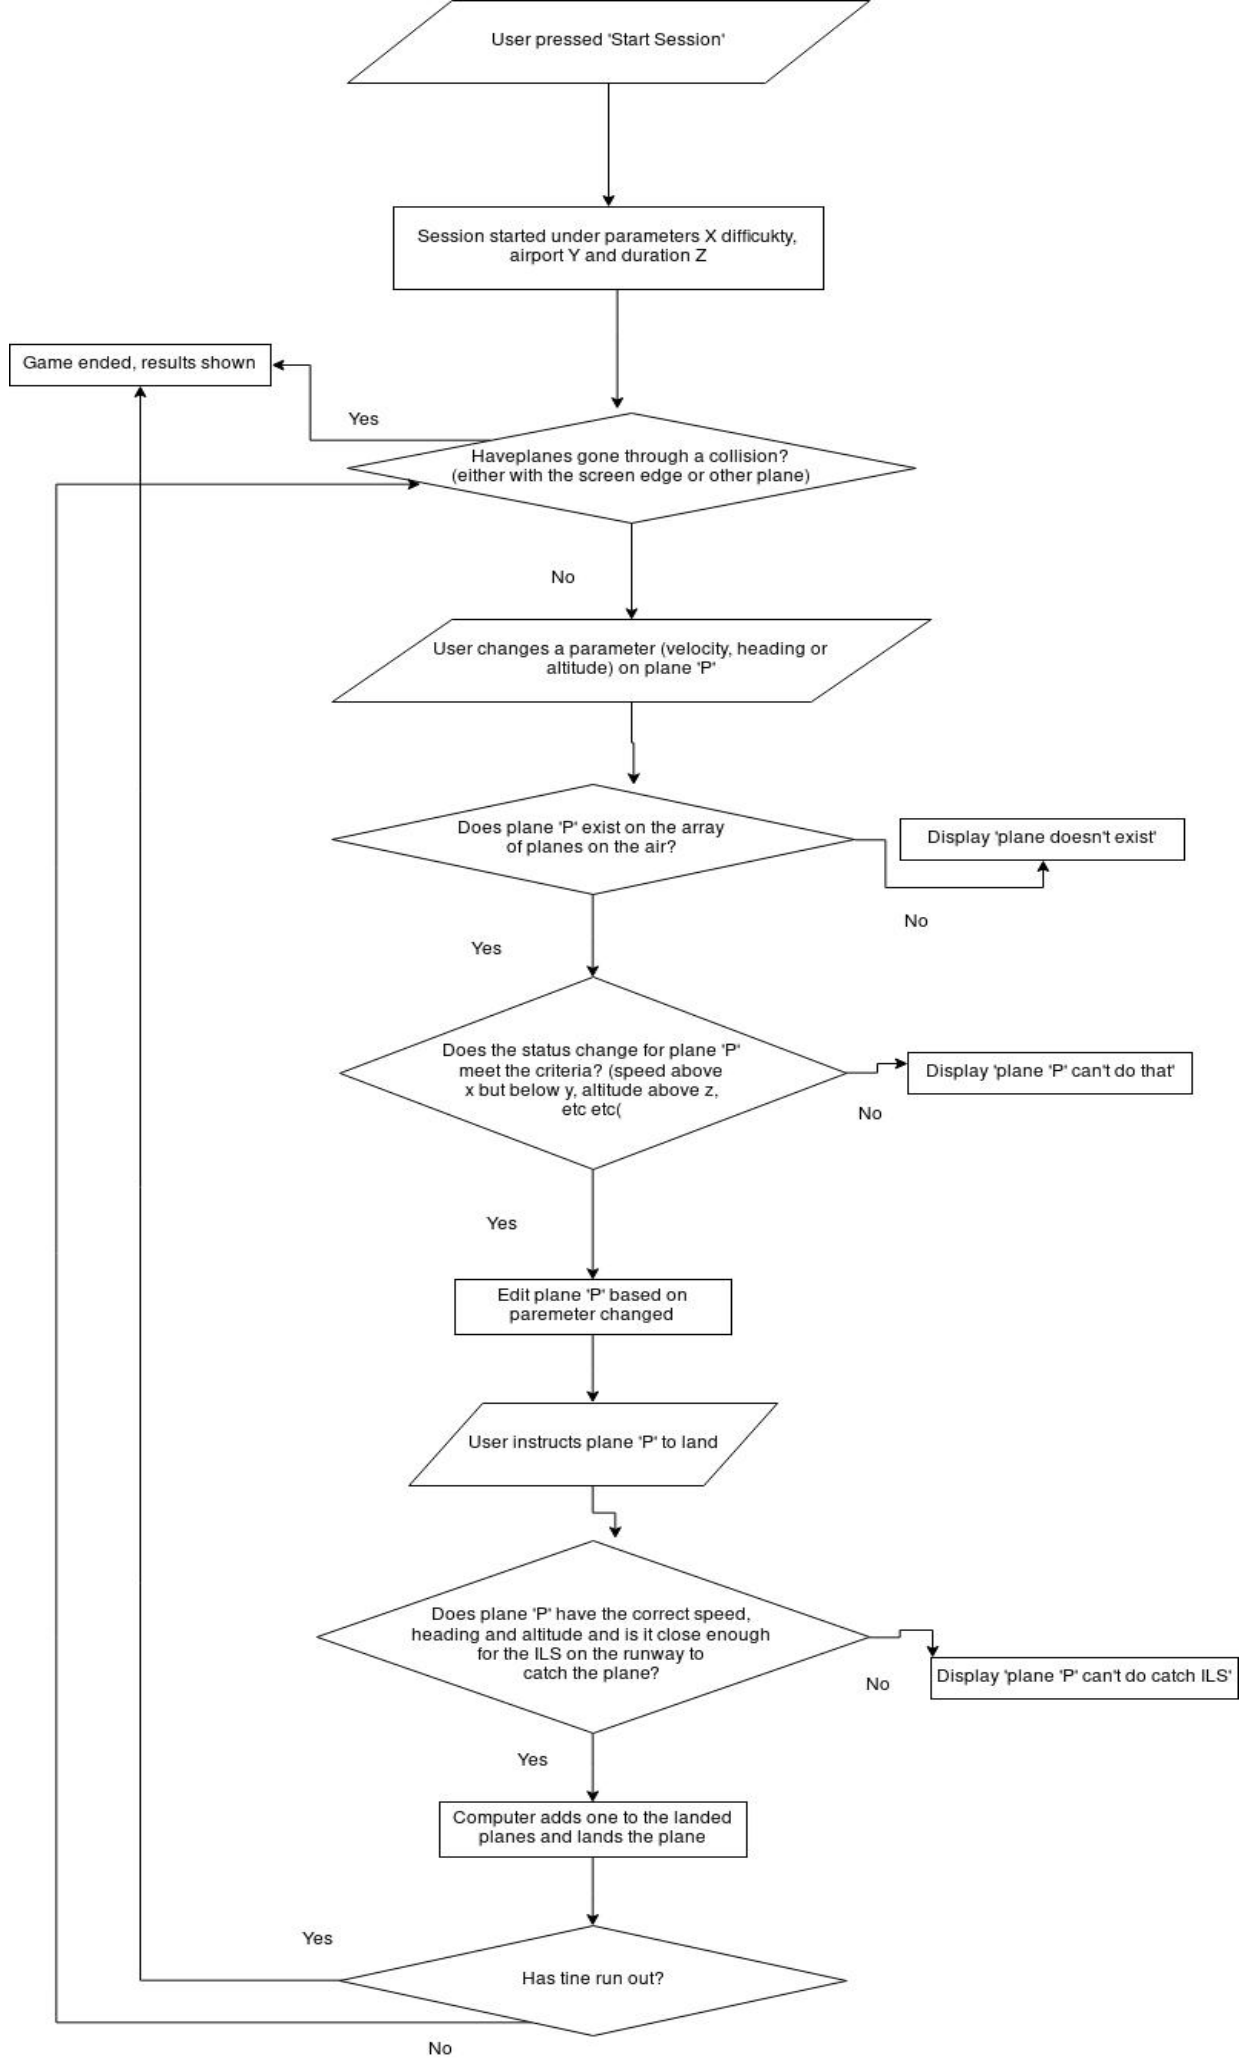 User pressed 'Start Session'
Session started under parameters X difficukty,
airport Y and duration Z
Game ended, results shown
Yes
Haveplanes gone through a collision?
(either with the screen edge or other plane)
No
User changes a parameter (velocity, heading or
altitude) on plane 'P'
Does plane 'P' exist on the array
of planes on the air?
Display 'plane doesn't exist'
No
Yes
Does the status change for plane 'P'
meet the criteria? (speed above
x but below y, altitude above z,
etc etc(
Display 'plane 'P' can't do that'
No
Yes
Edit plane 'P' based on
paremeter changed
User instructs plane 'P' to land
Does plane 'P' have the correct speed,
heading and altitude and is it close enough
for the ILS on the runway to
catch the plane?
Display 'plane 'P' can't do catch ILS'
No
Yes
Computer adds one to the landed
planes and lands the plane
Yes
Has tine run out?
No